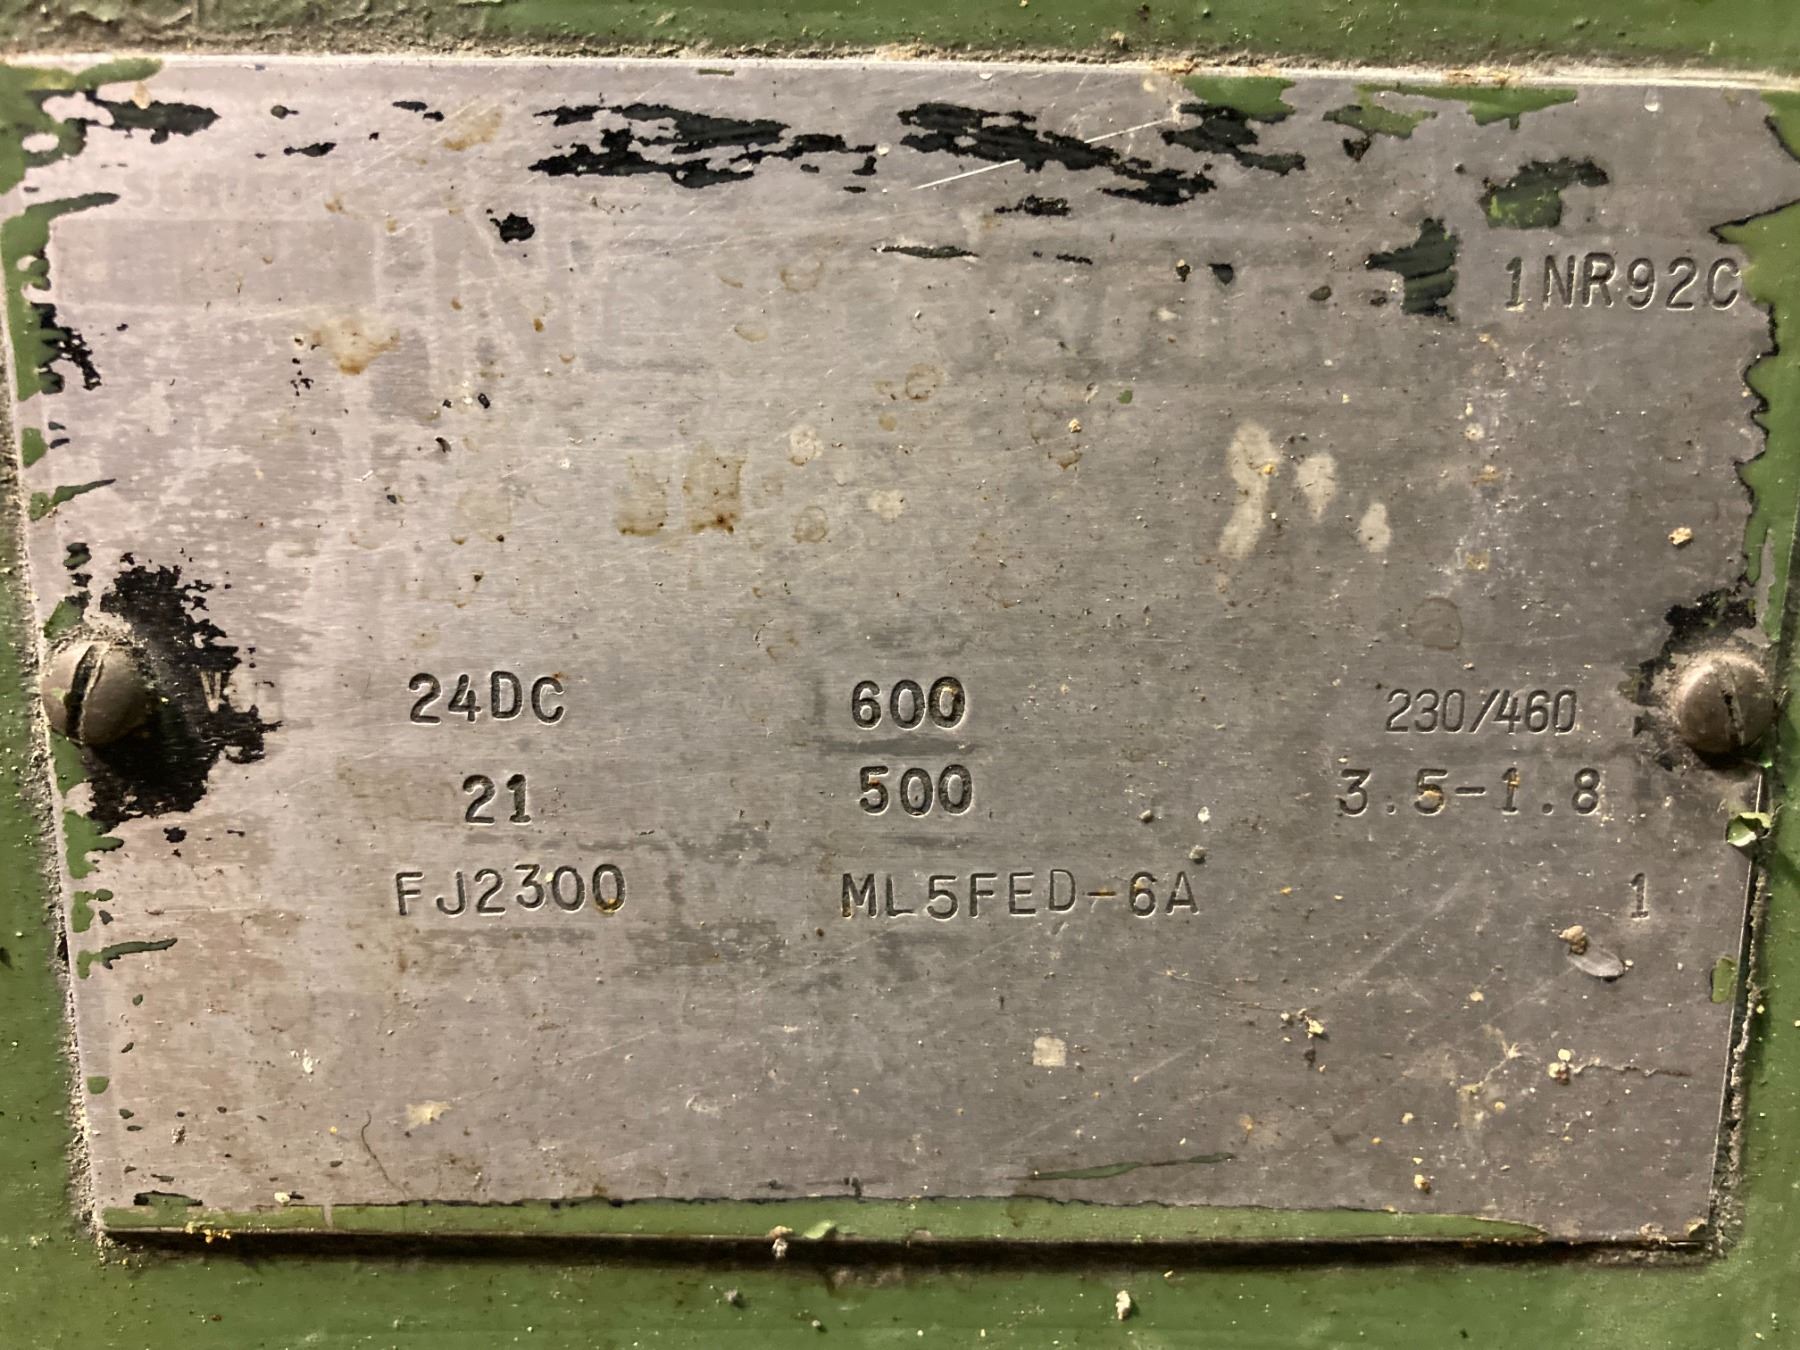 1NR92C
24DC 600 230/460
21 500 3.5-1.8
FJ2300 ML5FED-6A 1